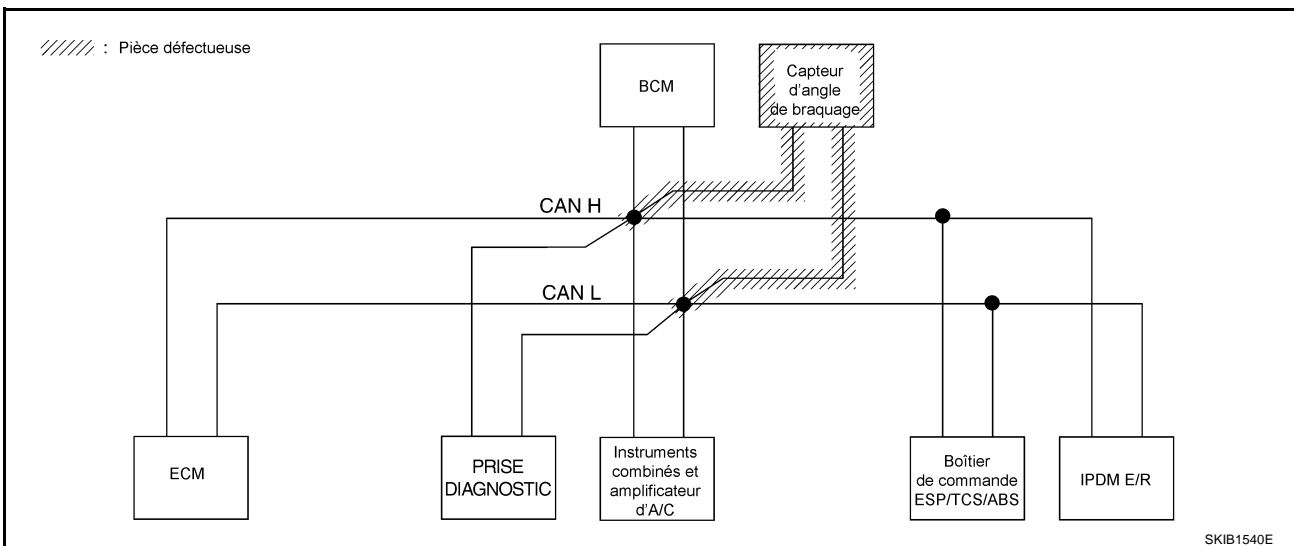 : Pièce défectueuse
BCM
Capteur
d'angle
de braquage
CAN H
CAN L
ECM
PRISE
DIAGNOSTIC
Instruments
combinés et
amplificateur
d'A/C
Boîtier
de commande
ESP/TCS/ABS
IPDM E/R
SKIB1540E